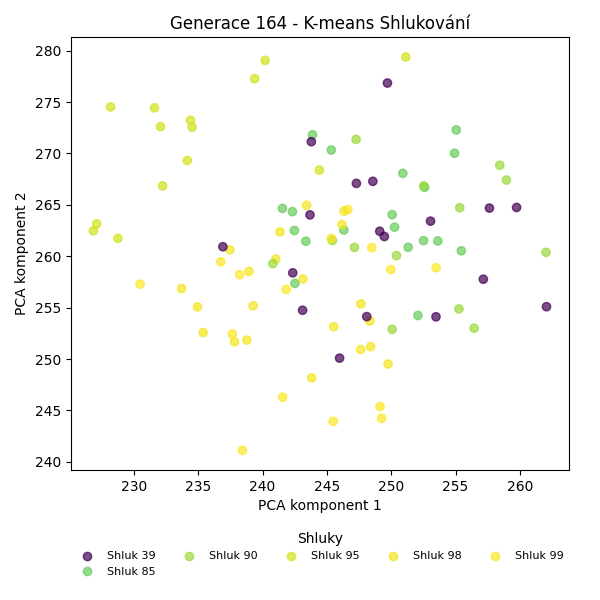 Generace 164 - K-means Shlukování
280
275
270
265
260
255
250
245
240
PCA komponent 2
230 235 240 245 250 255 260
PCA komponent 1
Shluky
Shluk 39 Shluk 90 Shluk 95 Shluk 98 Shluk 99
Shluk 85